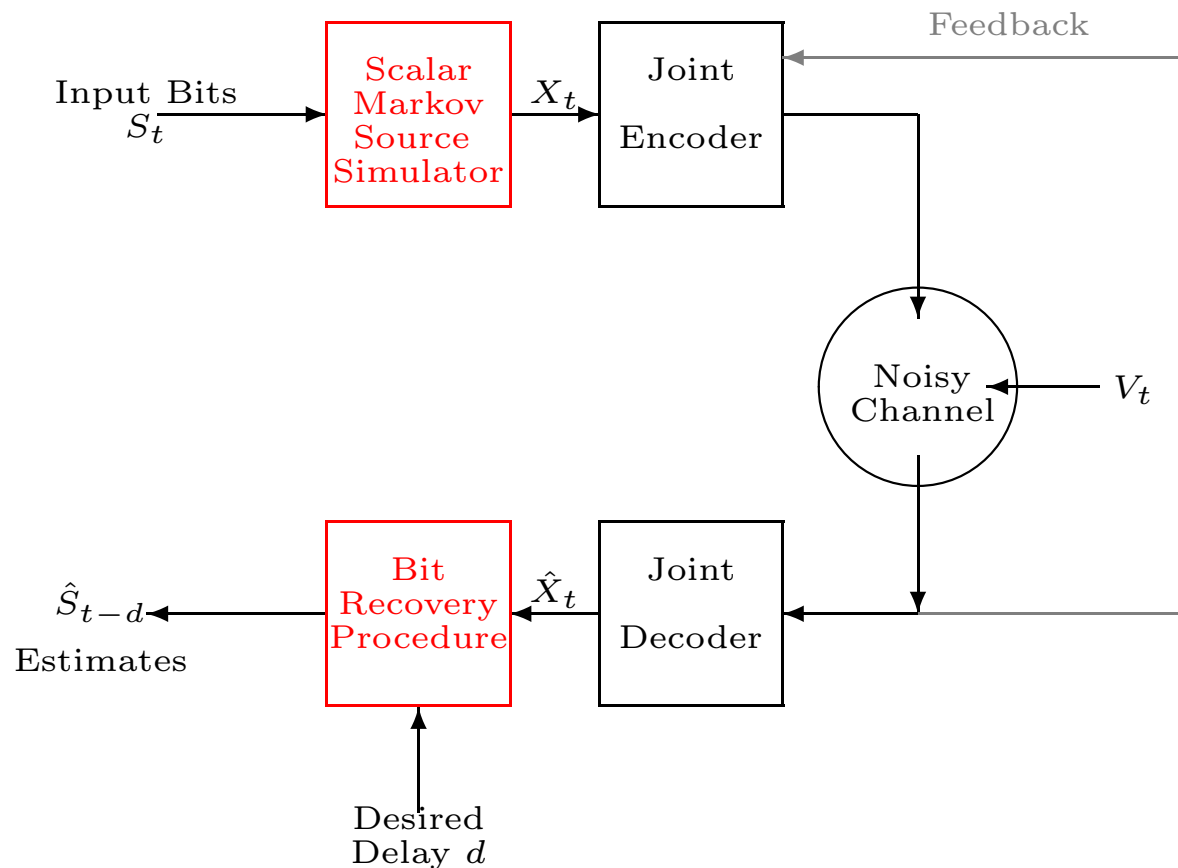 Feedback
Input Bits
S_t
Scalar
Markov
Source
Simulator
X_t
Joint
Encoder
Noisy
Channel
V_t
Ŝ_{t−d}
Estimates
Bit
Recovery
Procedure
X̂_t
Joint
Decoder
Desired
Delay d